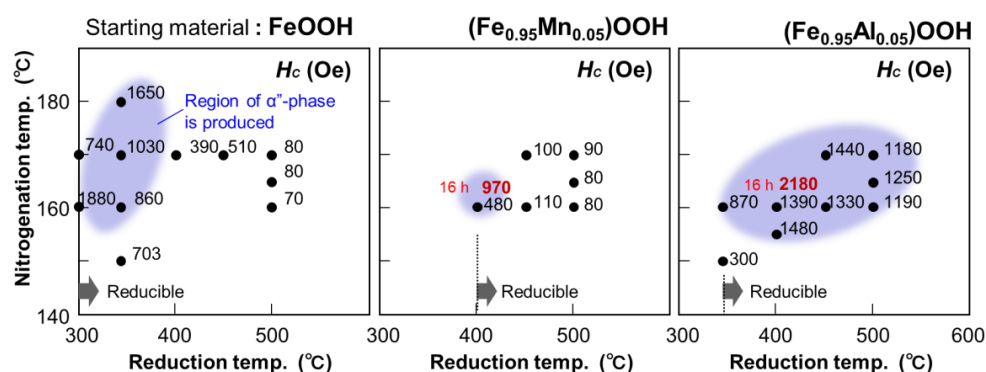 Starting material : FeOOH
(Fe0.95Mn0.05)OOH
(Fe0.95Al0.05)OOH
Nitrogenation temp. (℃)
180
160
140
Hc (Oe)
1650
Region of α”-phase
is produced
740
1030
390
510
80
80
1880
860
70
703
Reducible
300
400
500
Reduction temp. (℃)
Hc (Oe)
100
90
16 h 970
80
480
110
80
Reducible
300
400
500
Reduction temp. (℃)
Hc (Oe)
1440
1180
16 h 2180
1250
870
1390
1330
1190
1480
300
Reducible
300
400
500
600
Reduction temp. (℃)